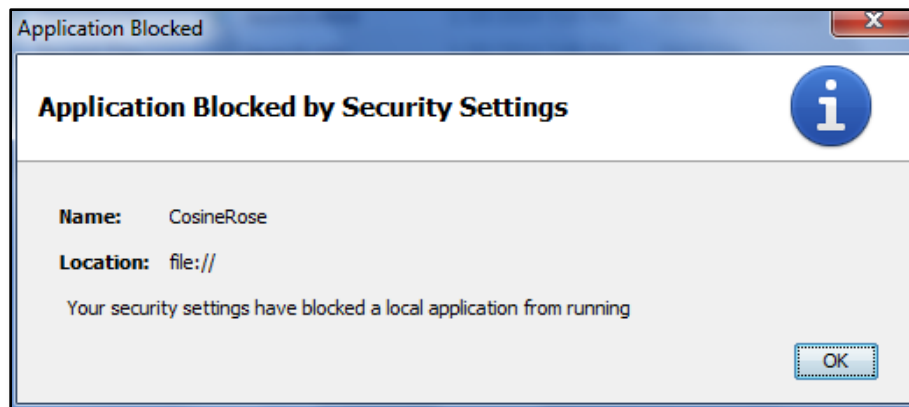 Application Blocked
Application Blocked by Security Settings
Name: CosineRose
Location: file://
Your security settings have blocked a local application from running
OK